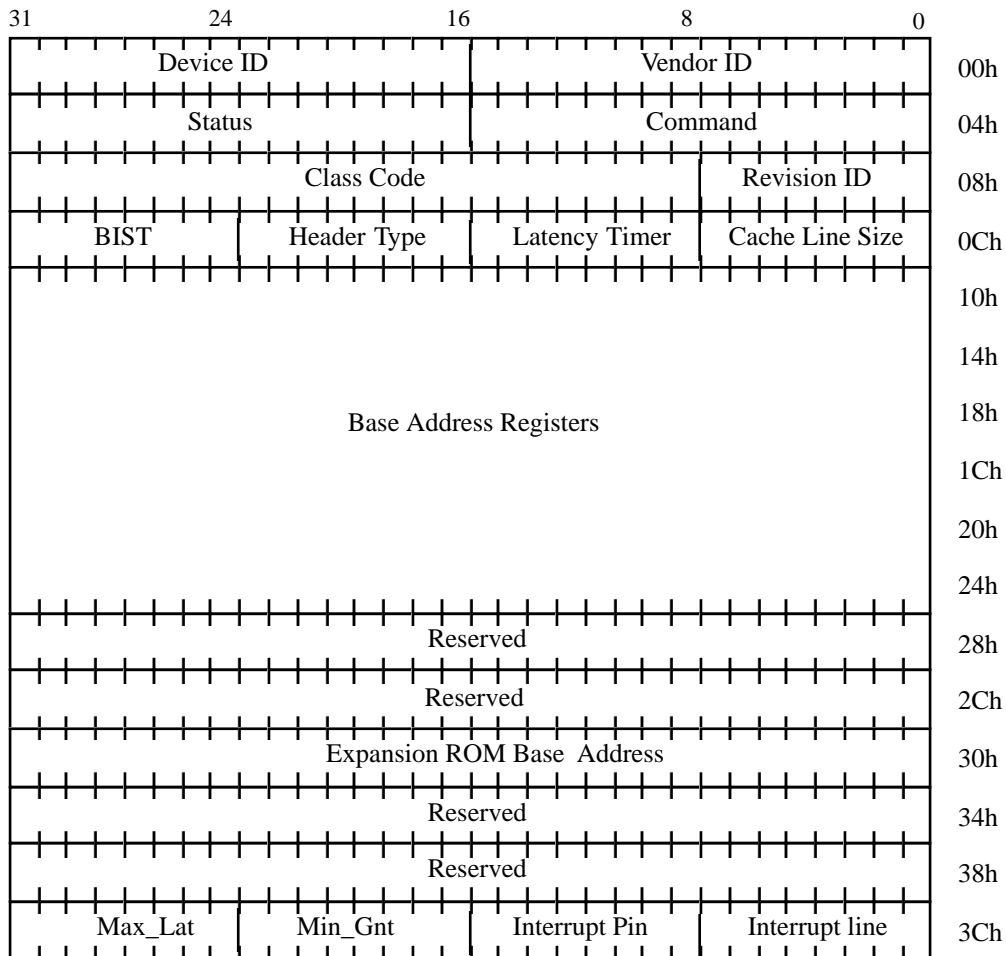 31 24 16 8 0
Device ID Vendor ID 00h
Status Command 04h
Class Code Revision ID 08h
BIST Header Type Latency Timer Cache Line Size 0Ch
10h
14h
18h
Base Address Registers
1Ch
20h
24h
Reserved 28h
Reserved 2Ch
Expansion ROM Base Address 30h
Reserved 34h
Reserved 38h
Max_Lat Min_Gnt Interrupt Pin Interrupt line 3Ch